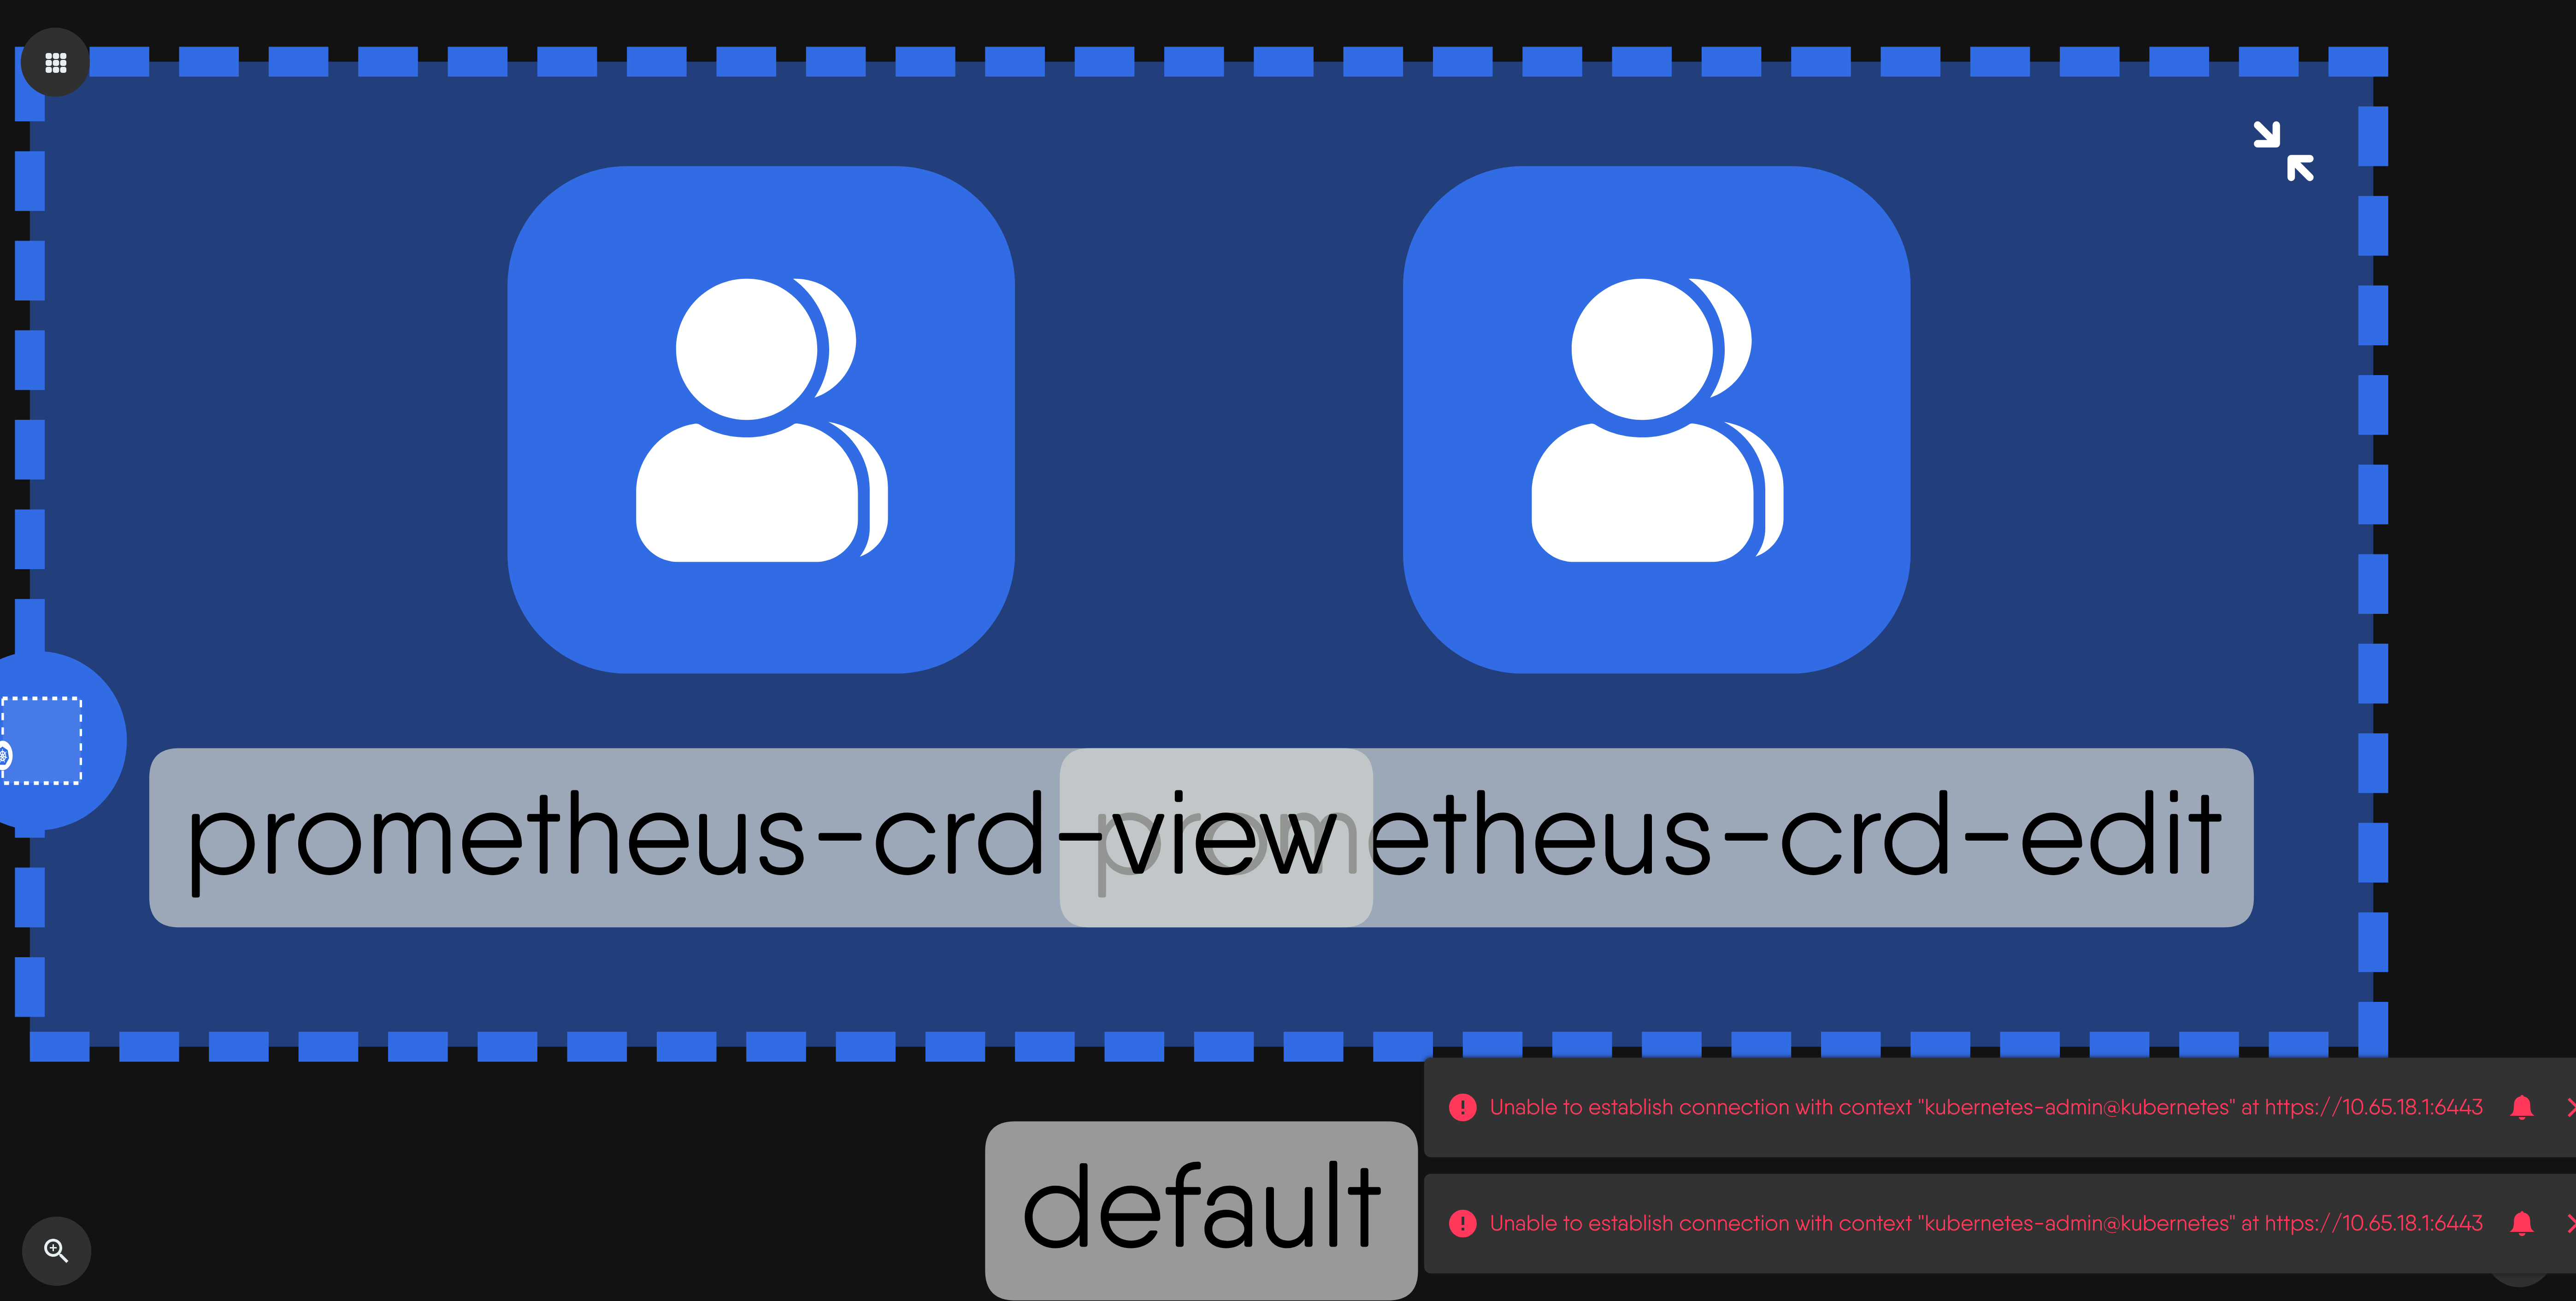 prometheus-crd-view
prometheus-crd-edit
default
Unable to establish connection with context "kubernetes-admin@kubernetes" at https://10.65.18.1:6443
Unable to establish connection with context "kubernetes-admin@kubernetes" at https://10.65.18.1:6443